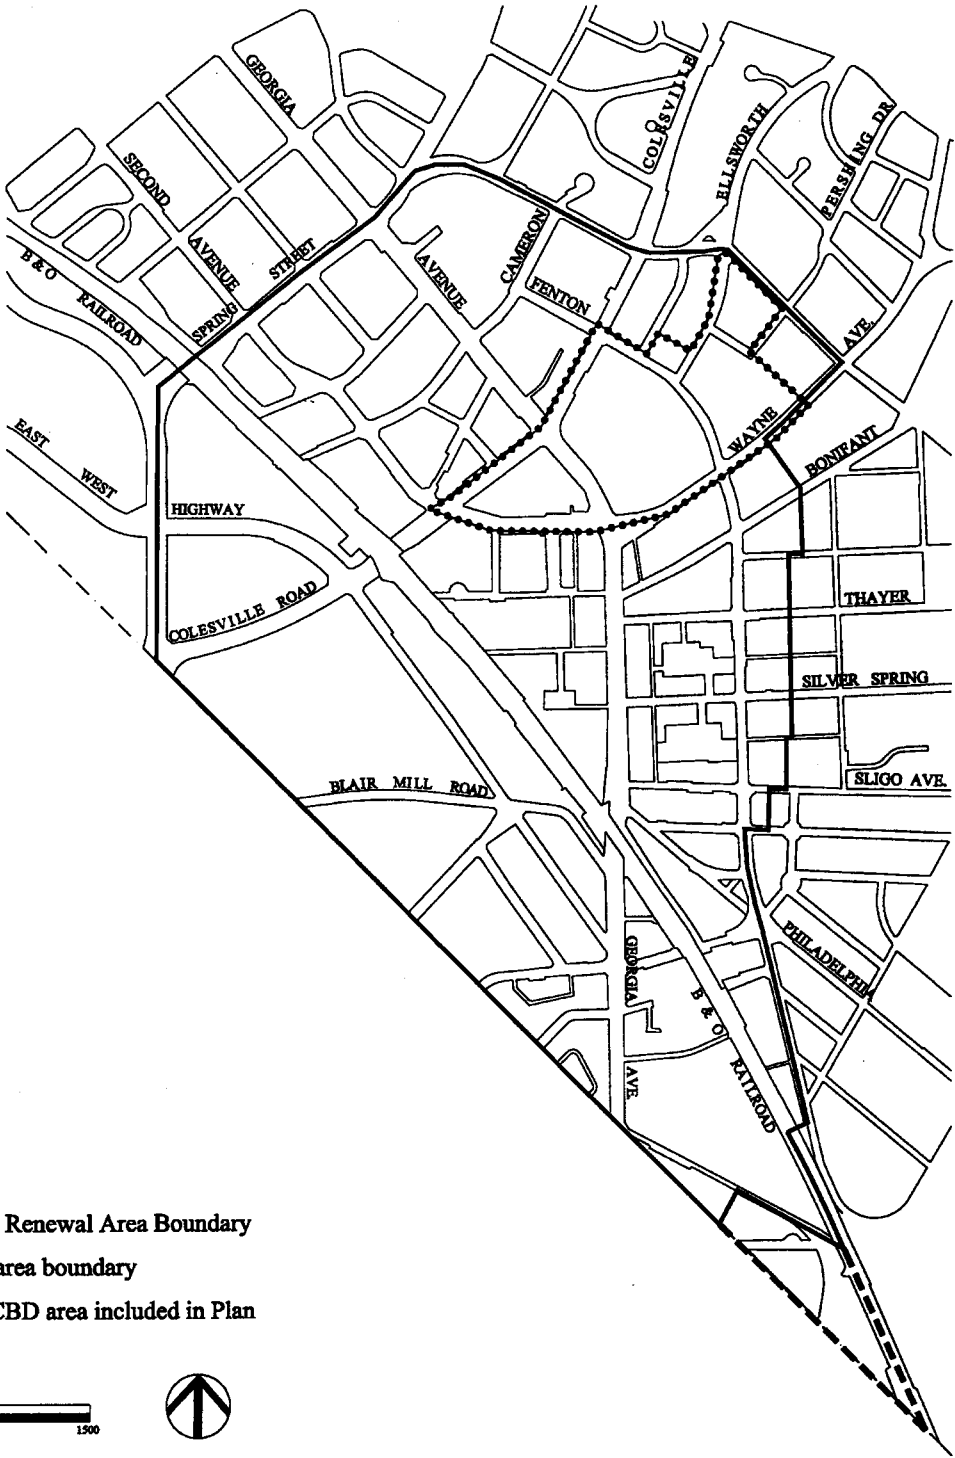 GEORGIA
COLESVILLE
ELLSWORTH
PERSHING DR.
SECOND
AVENUE
B & O
RAILROAD
SPRING
STREET
AVENUE
CAMERON
FENTON
AVE.
WAYNE
BONIFANT
EAST
WEST
HIGHWAY
COLESVILLE ROAD
THAYER
SILVER SPRING
BLAIR MILL ROAD
SLIGO AVE.
PHILADELPHIA
GEORGIA
AVE.
B & O
RAILROAD
Renewal Area Boundary
area boundary
CBD area included in Plan
1500